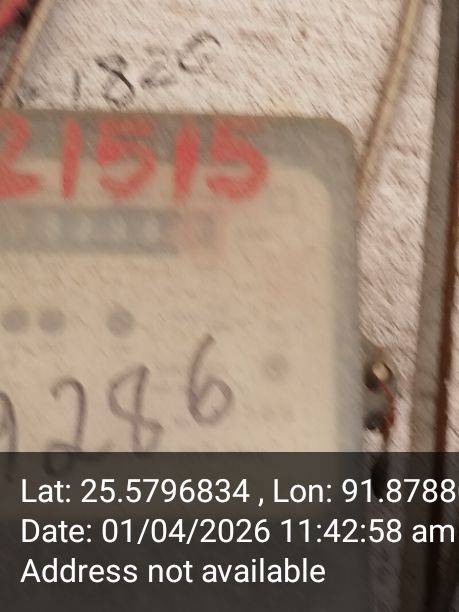 1826
21515
9286
Lat: 25.5796834 , Lon: 91.8788
Date: 01/04/2026 11:42:58 am
Address not available